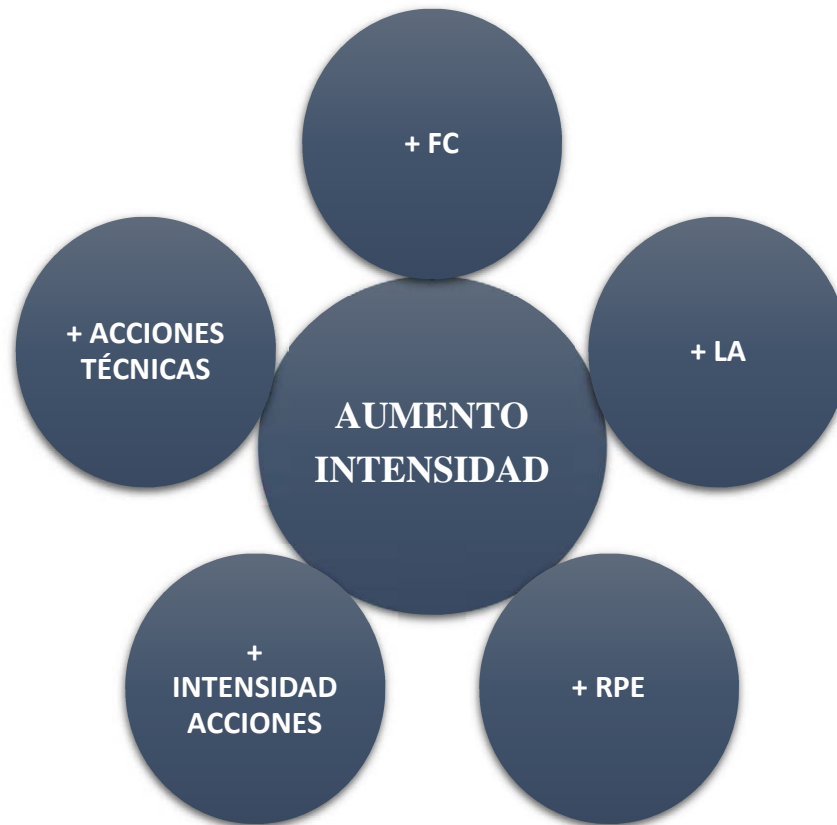 + FC
+ ACCIONES
TÉCNICAS
+ LA
AUMENTO
INTENSIDAD
+
INTENSIDAD
ACCIONES
+ RPE